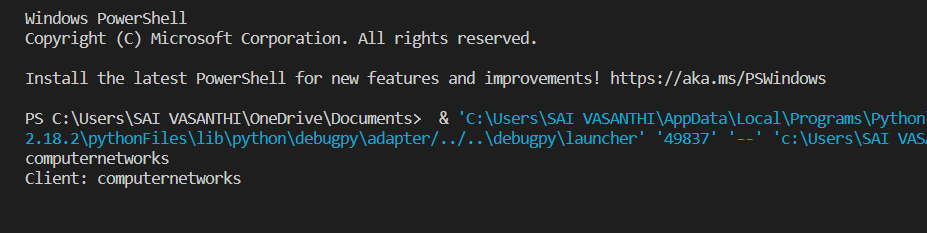 Windows PowerShell
Copyright (C) Microsoft Corporation. All rights reserved.
Install the latest PowerShell for new features and improvements! https://aka.ms/PSWindows
PS C:\Users\SAI VASANTHI\OneDrive\Documents>  & 'C:\Users\SAI VASANTHI\AppData\Local\Programs\Python
2.18.2\pythonFiles\lib\python\debugpy\adapter/../..\debugpy\launcher' '49837' '--' 'c:\Users\SAI VAS
computernetworks
Client: computernetworks